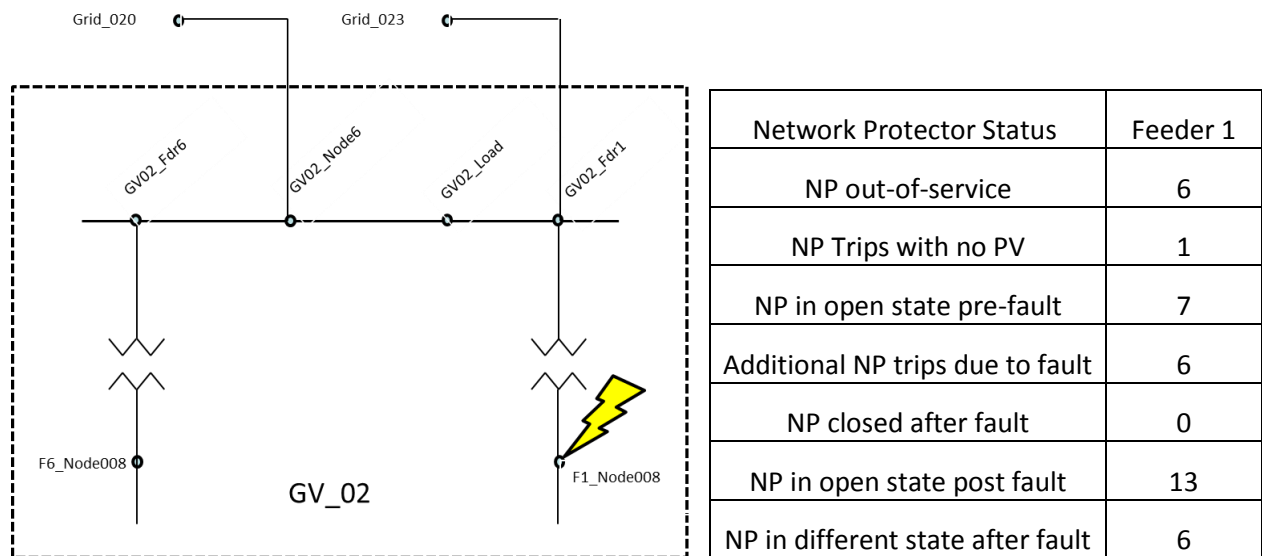 Grid_020
Grid_023
GV02_Fdr6
GV02_Node6
GV02_Load
GV02_Fdr1
F6_Node008
F1_Node008
GV_02
Network Protector Status Feeder 1
NP out-of-service 6
NP Trips with no PV 1
NP in open state pre-fault 7
Additional NP trips due to fault 6
NP closed after fault 0
NP in open state post fault 13
NP in different state after fault 6